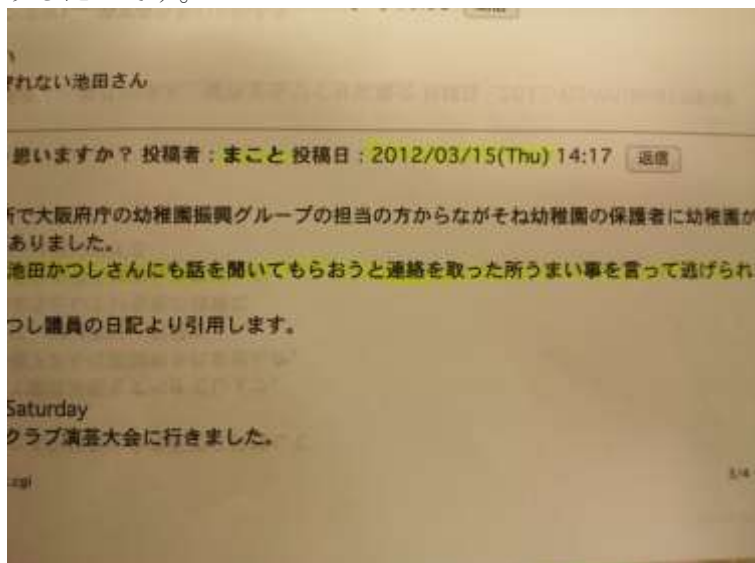 れない池田さん
思いますか？ 投稿者：まこと 投稿日：2012/03/15(Thu) 14:17 返信
で大阪府庁の幼稚園振興グループの担当の方からながそね幼稚園の保護者に幼稚園が
ありました。
池田かつしさんにも話を聞いてもらおうと連絡を取った所うまい事を言って逃げられ
つし議員の日記より引用します。
Saturday
クラブ演芸大会に行きました。
.cgi
3/4